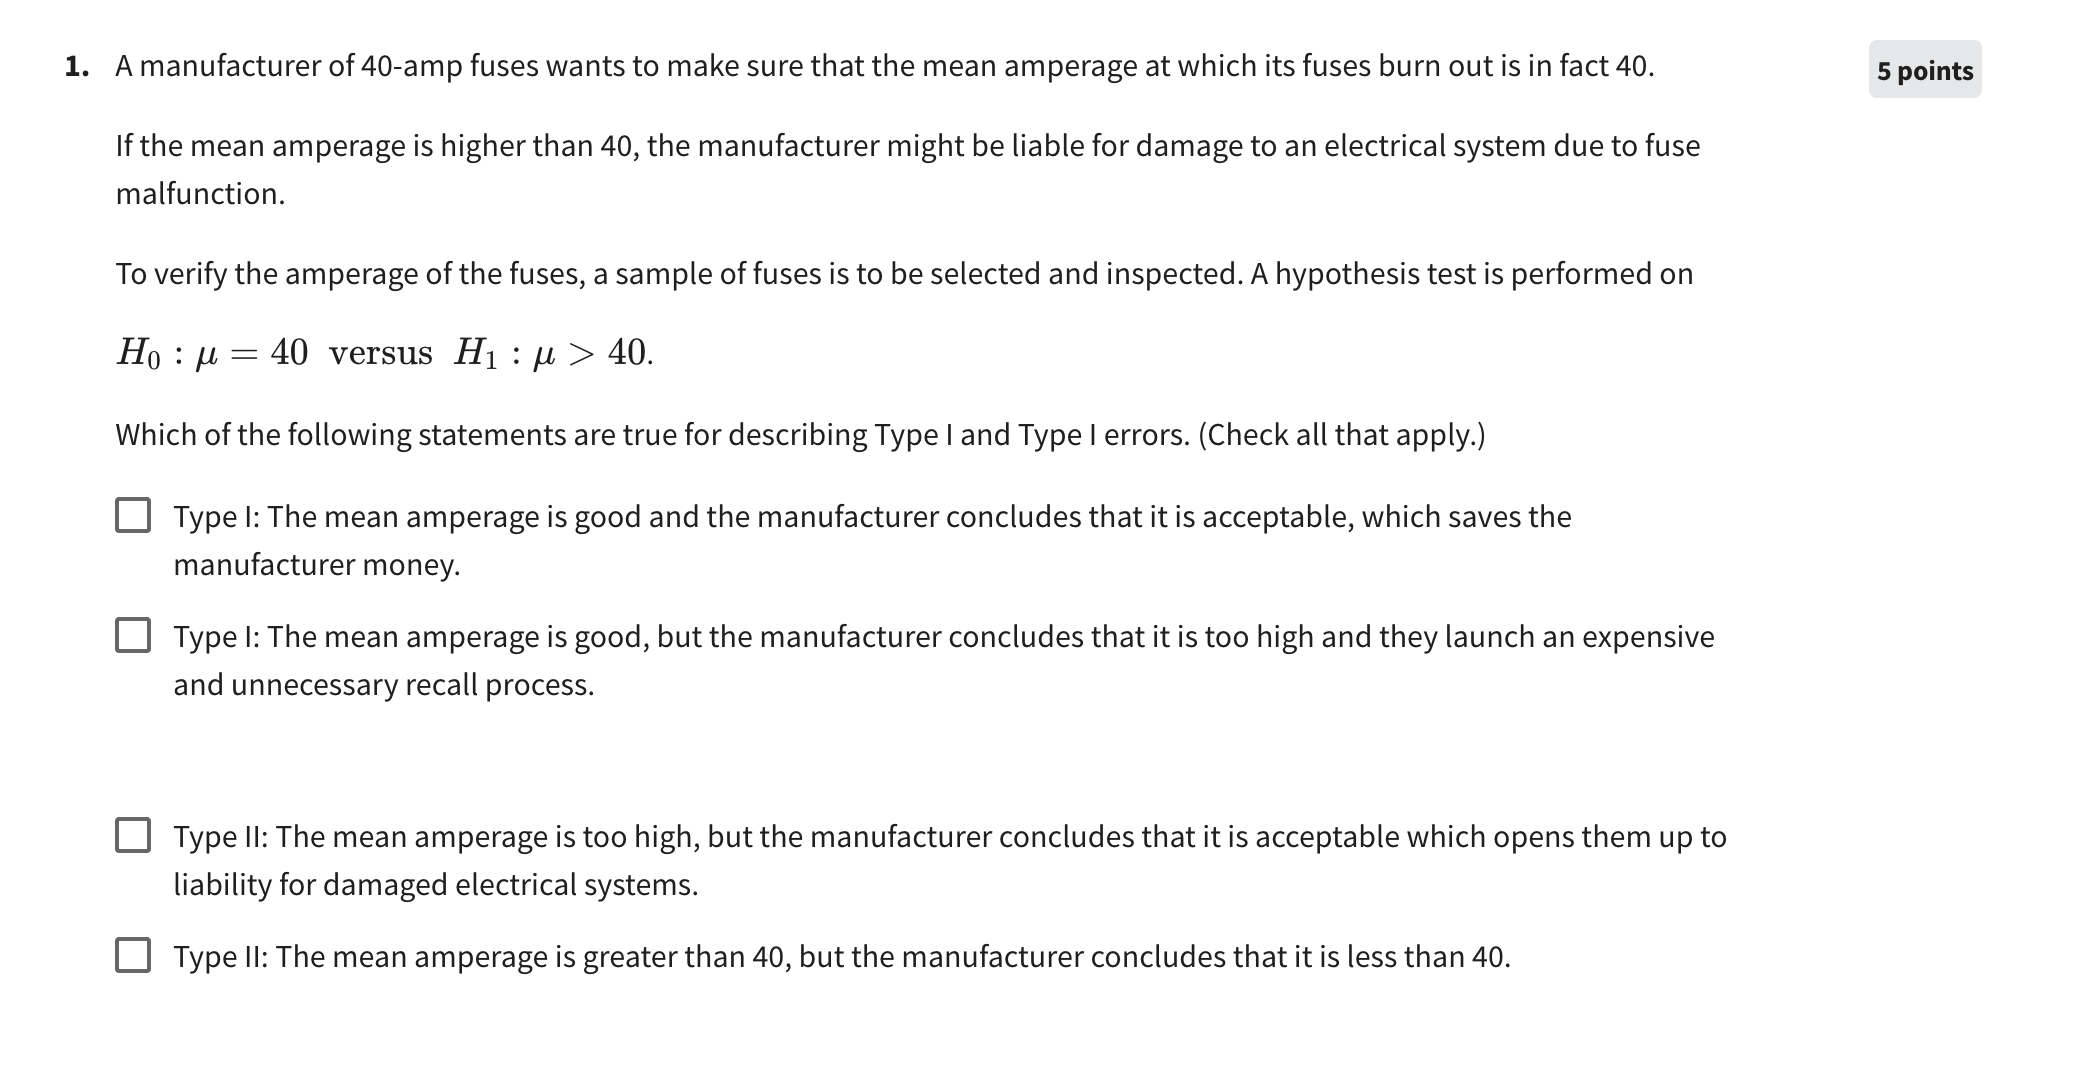 1. A manufacturer of 40-amp fuses wants to make sure that the mean amperage at which its fuses burn out is in fact 40.
5 points
If the mean amperage is higher than 40, the manufacturer might be liable for damage to an electrical system due to fuse
malfunction.
To verify the amperage of the fuses, a sample of fuses is to be selected and inspected. A hypothesis test is performed on
H₀ : μ = 40 versus H₁ : μ > 40.
Which of the following statements are true for describing Type I and Type I errors. (Check all that apply.)
Type I: The mean amperage is good and the manufacturer concludes that it is acceptable, which saves the
manufacturer money.
Type I: The mean amperage is good, but the manufacturer concludes that it is too high and they launch an expensive
and unnecessary recall process.
Type II: The mean amperage is too high, but the manufacturer concludes that it is acceptable which opens them up to
liability for damaged electrical systems.
Type II: The mean amperage is greater than 40, but the manufacturer concludes that it is less than 40.